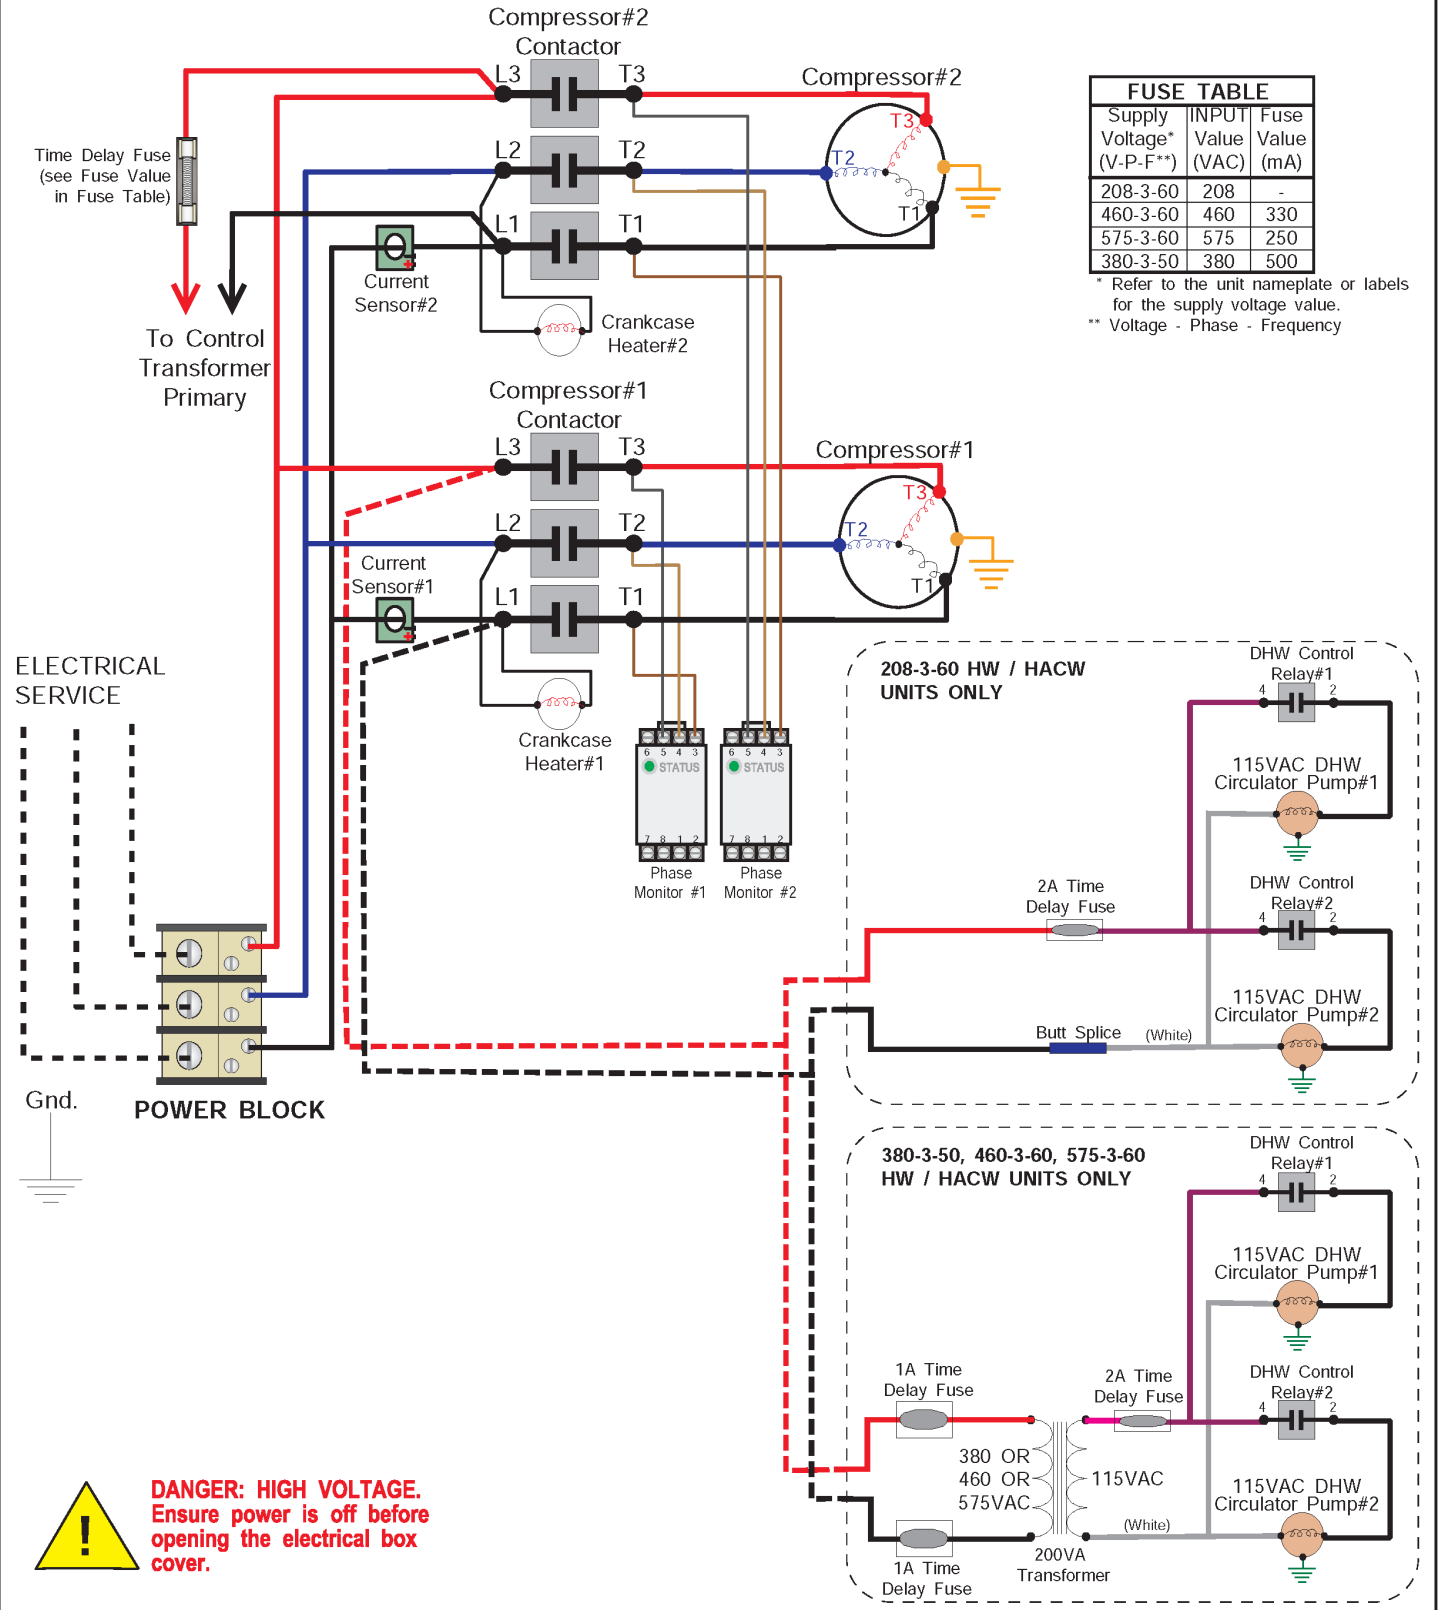 Compressor#2
Contactor
L3
T3
L2
T2
L1
T1
Compressor#2
T3
T2
T1
Time Delay Fuse
(see Fuse Value
in Fuse Table)
Current
Sensor#2
Crankcase
Heater#2
To Control
Transformer
Primary
FUSE TABLE
Supply Voltage* (V-P-F**) INPUT Value (VAC) Fuse Value (mA)
208-3-60 208 -
460-3-60 460 330
575-3-60 575 250
380-3-50 380 500
* Refer to the unit nameplate or labels
for the supply voltage value.
** Voltage - Phase - Frequency
Compressor#1
Contactor
L3
T3
L2
T2
L1
T1
Compressor#1
T3
T2
T1
Current
Sensor#1
Crankcase
Heater#1
6 5 4 3
STATUS
7 8 1 2
Phase
Monitor #1
6 5 4 3
STATUS
7 8 1 2
Phase
Monitor #2
ELECTRICAL
SERVICE
Gnd.
POWER BLOCK
208-3-60 HW / HACW
UNITS ONLY
DHW Control
Relay#1
4 2
115VAC DHW
Circulator Pump#1
2A Time
Delay Fuse
DHW Control
Relay#2
4 2
115VAC DHW
Circulator Pump#2
Butt Splice
(White)
380-3-50, 460-3-60, 575-3-60
HW / HACW UNITS ONLY
DHW Control
Relay#1
4 2
115VAC DHW
Circulator Pump#1
1A Time
Delay Fuse
2A Time
Delay Fuse
DHW Control
Relay#2
4 2
380 OR
460 OR
575VAC
115VAC
115VAC DHW
Circulator Pump#2
(White)
1A Time
Delay Fuse
200VA
Transformer
!
DANGER: HIGH VOLTAGE.
Ensure power is off before
opening the electrical box
cover.